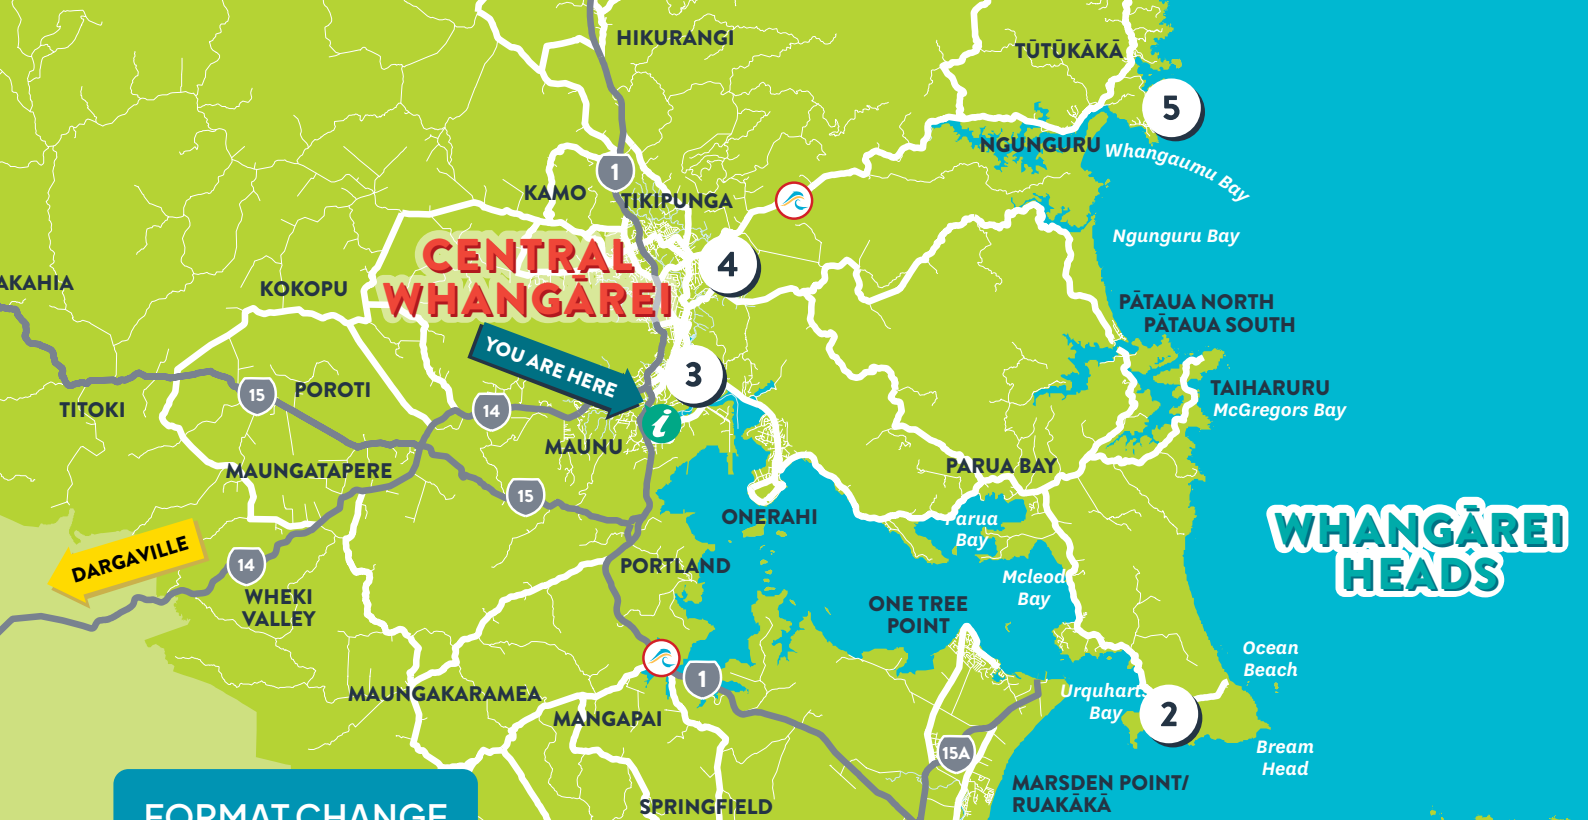 HIKURANGI
TŪTŪKĀKĀ
5
NGUNGURU
Whangaumu Bay
1
KAMO
TIKIPUNGA
Ngunguru Bay
CENTRAL
WHANGĀREI
4
AKAHIA
KOKOPU
PĀTAUA NORTH
PĀTAUA SOUTH
YOU ARE HERE
3
15
POROTI
TITOKI
14
i
MAUNU
TAIHARURU
McGregors Bay
MAUNGATAPERE
PARUA BAY
15
ONERAHI
Parua
Bay
WHANGĀREI
HEADS
DARGAVILLE
14
PORTLAND
WHEKI
VALLEY
Mcleod
Bay
ONE TREE
POINT
Ocean
Beach
1
MAUNGAKARAMEA
MANGAPAI
Urquharts
Bay
2
15A
Bream
Head
MARSDEN POINT/
RUAKĀKĀ
SPRINGFIELD
FORMAT CHANGE